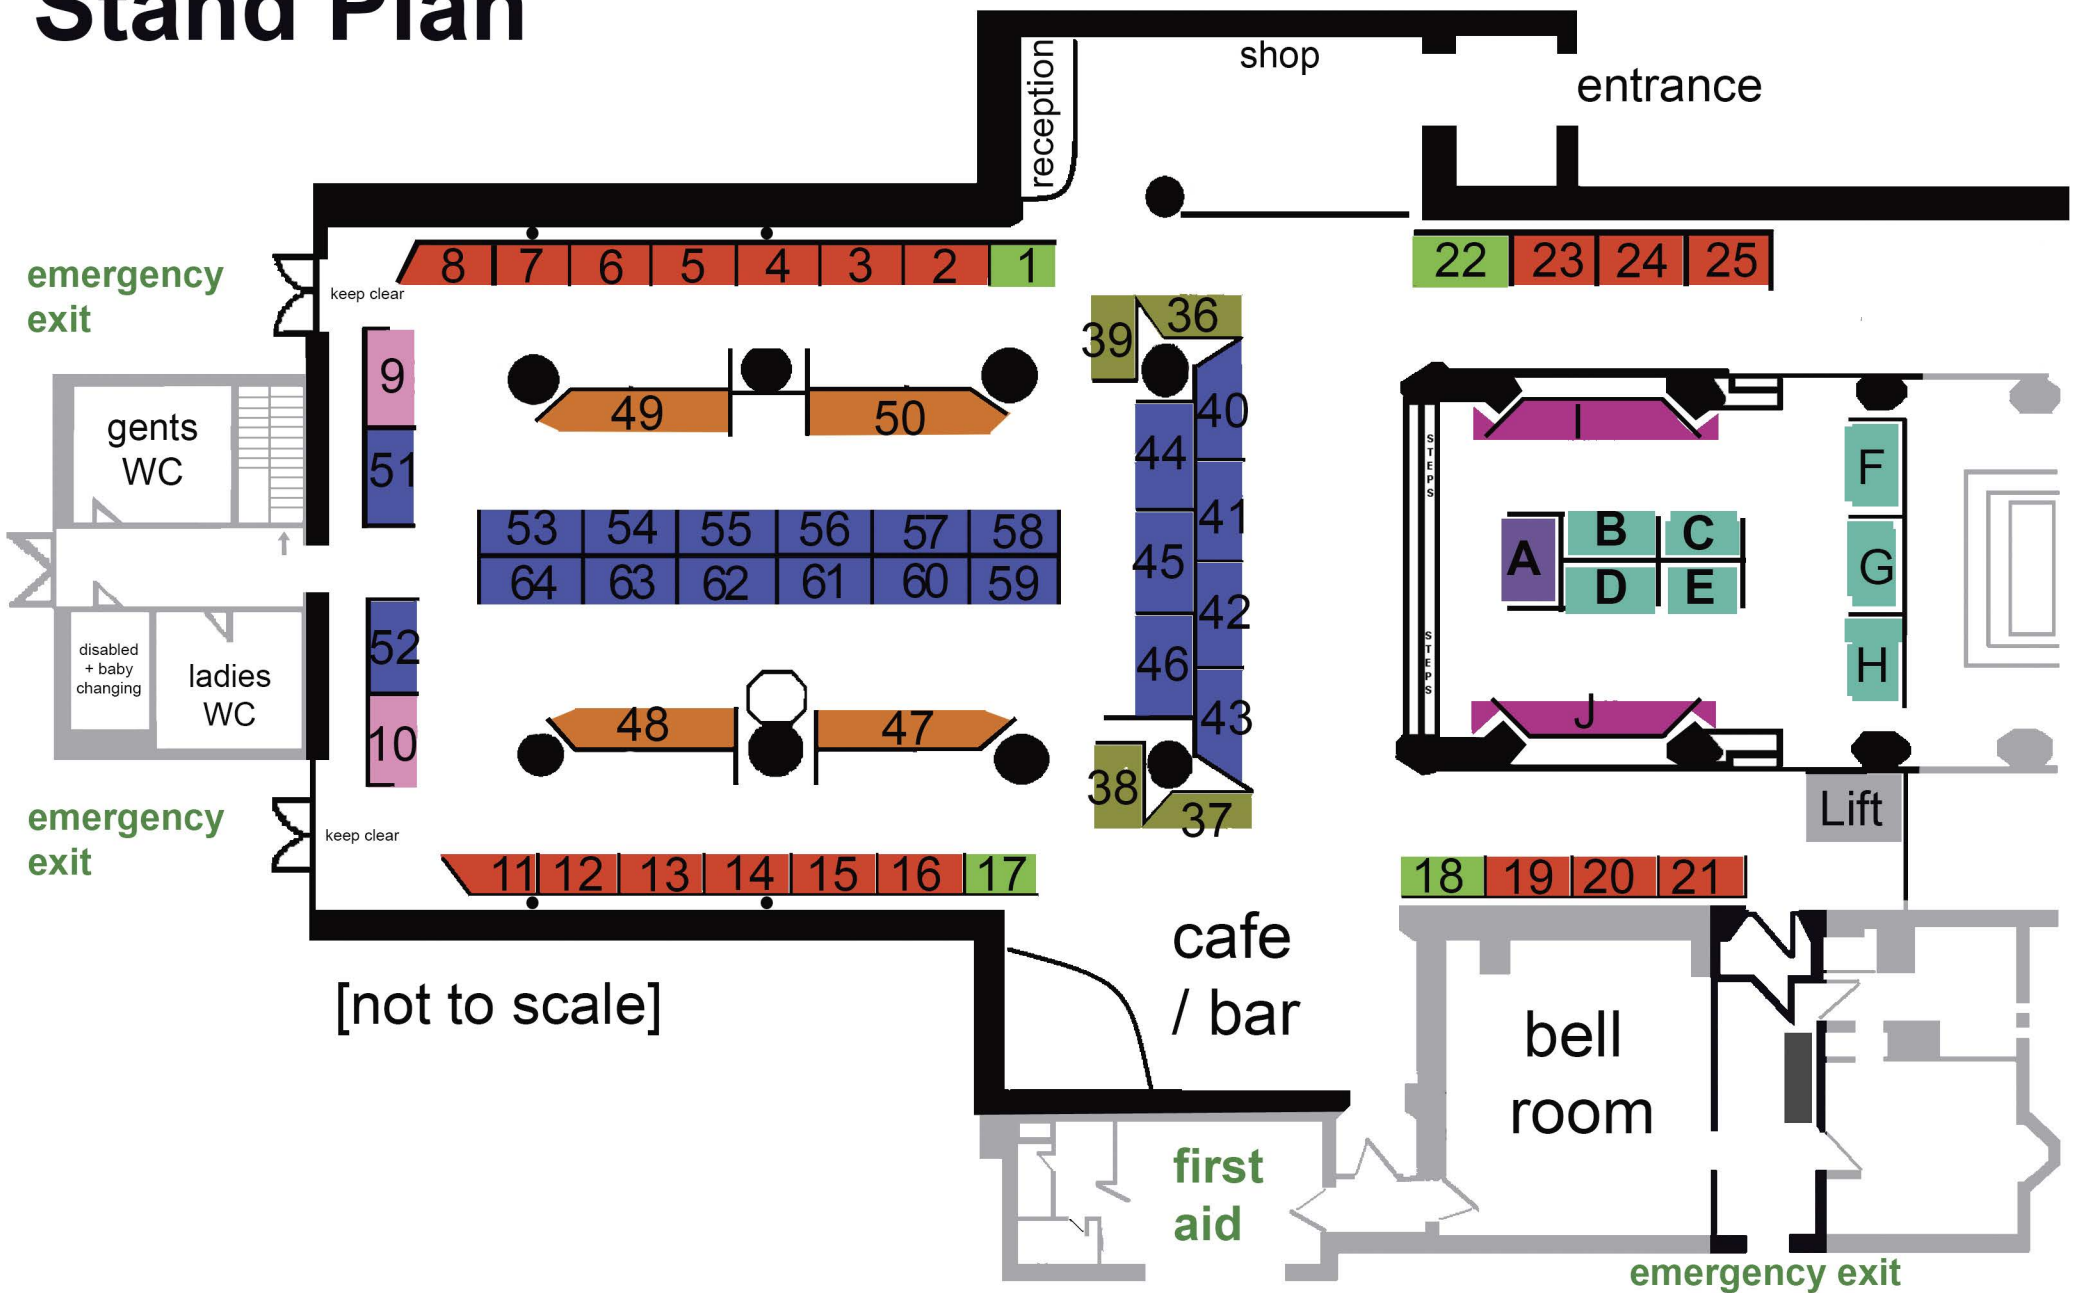 Stand Plan
reception
shop
entrance
emergency
exit
keep clear
8 7 6 5 4 3 2 1
22 23 24 25
39 36
9
51
gents
WC
49 50
40
44
41
45
42
46
43
53 54 55 56 57 58
64 63 62 61 60 59
STEPS
STEPS
I
A B C
D E
F
G
H
J
52
10
disabled
+ baby
changing
ladies
WC
48 47
38
37
Lift
emergency
exit
keep clear
11 12 13 14 15 16 17
18 19 20 21
cafe
/ bar
[not to scale]
bell
room
first
aid
emergency exit